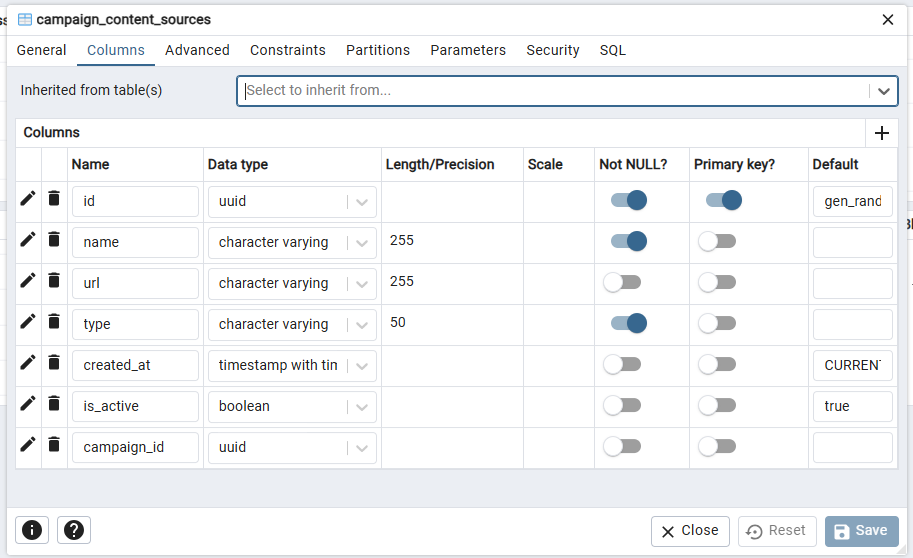 campaign_content_sources
General Columns Advanced Constraints Partitions Parameters Security SQL
Inherited from table(s) Select to inherit from...
Columns
Name Data type Length/Precision Scale Not NULL? Primary key? Default
id uuid gen_rand
name character varying 255
url character varying 255
type character varying 50
created_at timestamp with tin CURREN
is_active boolean true
campaign_id uuid
Close Reset Save